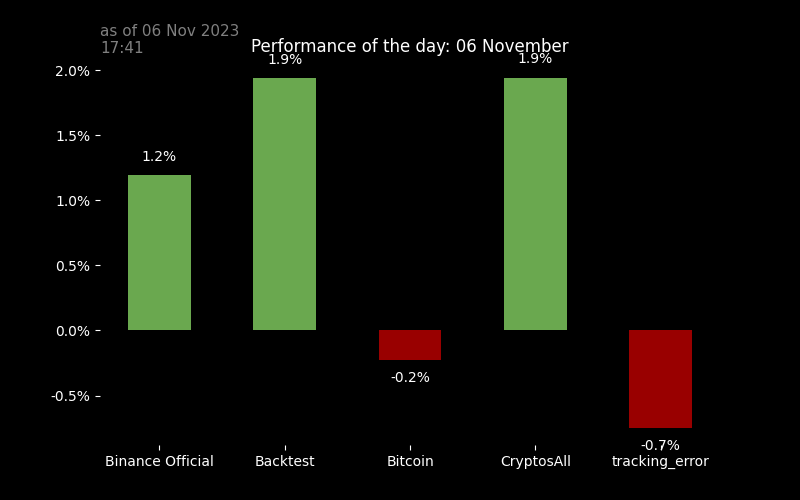 as of 06 Nov 2023
17:41
Performance of the day: 06 November
2.0%
1.5%
1.0%
0.5%
0.0%
-0.5%
1.2%
1.9%
-0.2%
1.9%
-0.7%
Binance Official
Backtest
Bitcoin
CryptosAll
tracking_error